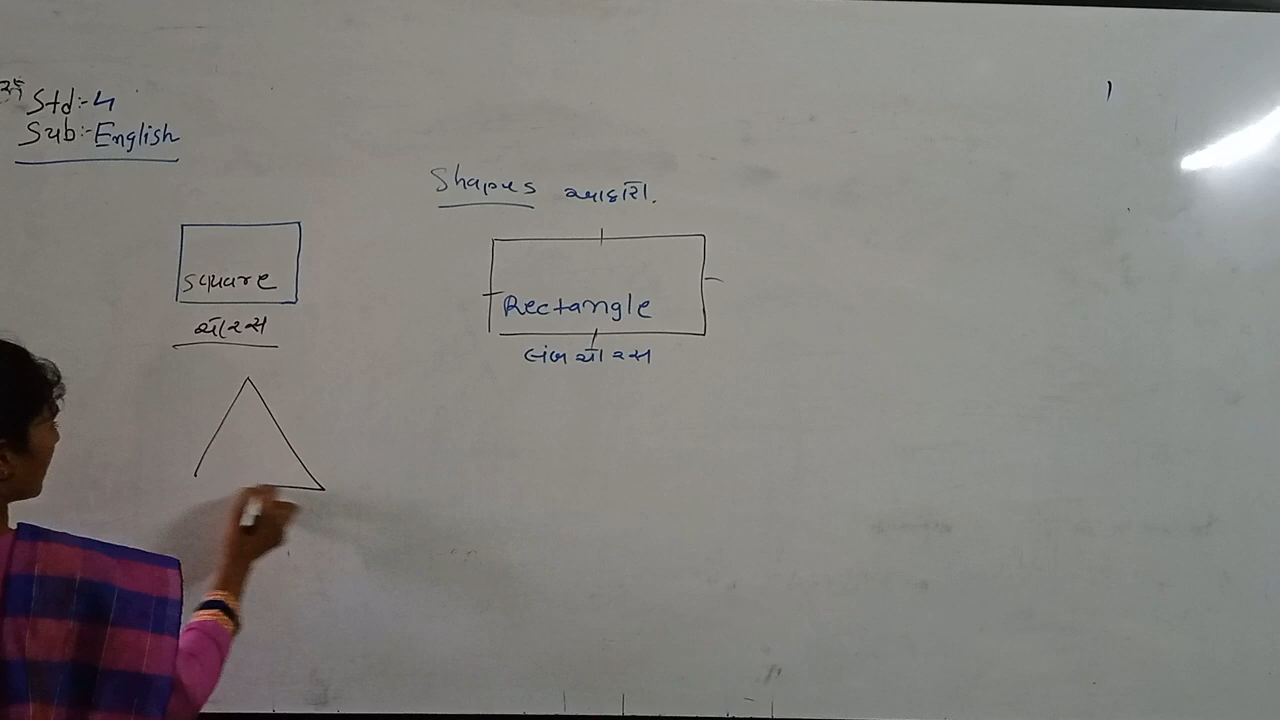 Std:- 4
Sub:- English
Shapes આકારો.
square
ચોરસ
Rectangle
લંબચોરસ